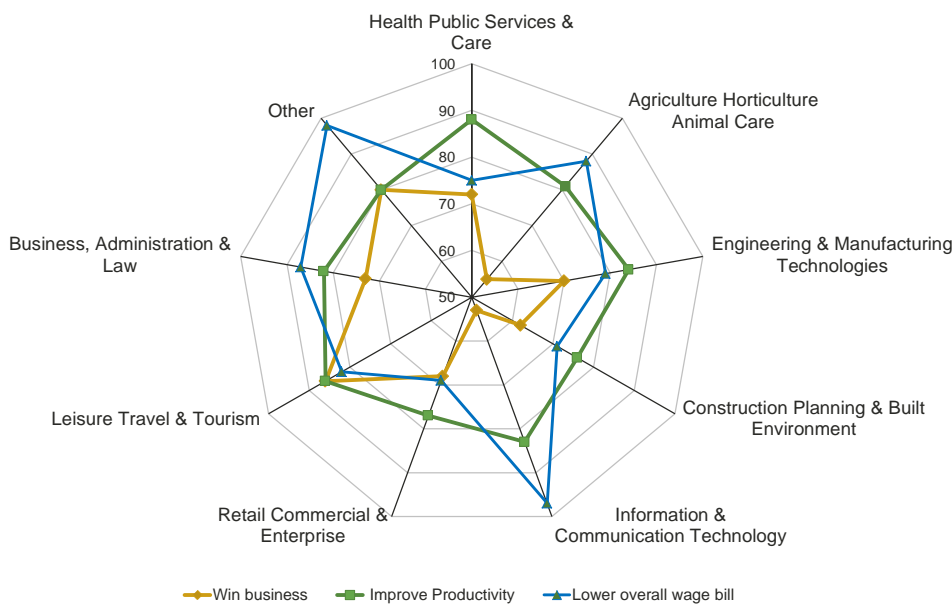 Health Public Services &
Care
100
90
80
70
60
50
Agriculture Horticulture
Animal Care
Engineering & Manufacturing
Technologies
Construction Planning & Built
Environment
Information &
Communication Technology
Retail Commercial &
Enterprise
Leisure Travel & Tourism
Business, Administration &
Law
Other
Win business
Improve Productivity
Lower overall wage bill